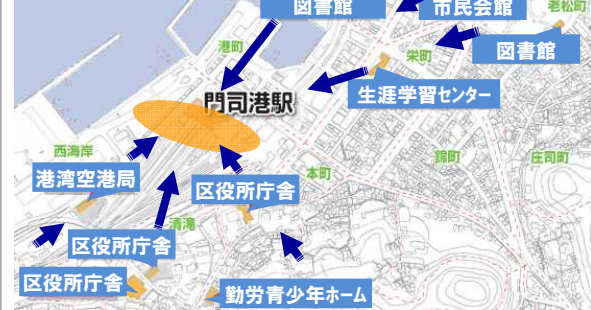 図書館
市民会館
老松町
港町
栄町
図書館
生涯学習センター
門司港駅
西海岸
錦町
庄司町
本町
港湾空港局
区役所庁舎
清滝
区役所庁舎
区役所庁舎
勤労青少年ホーム